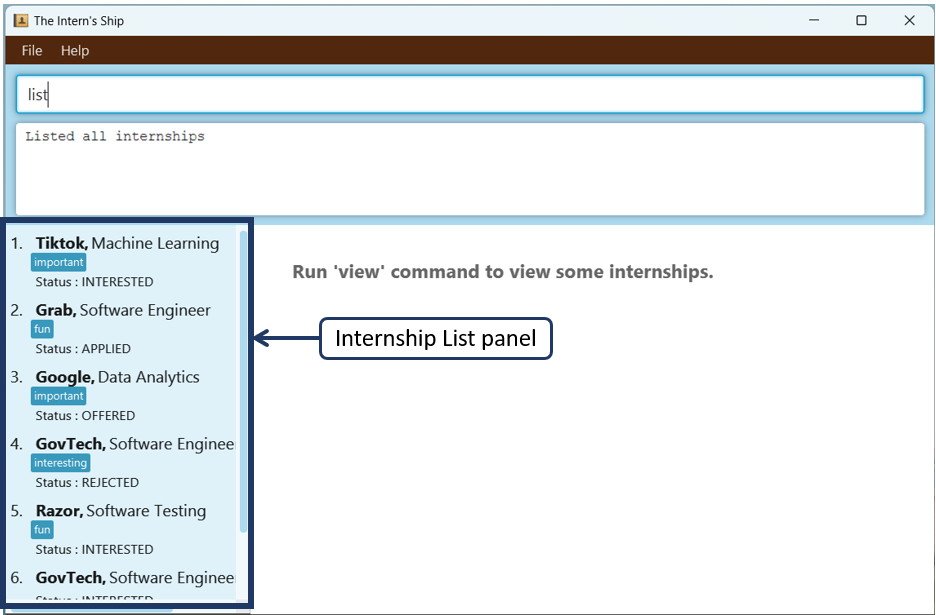 The Intern's Ship
File Help
list
Listed all internships
1. Tiktok, Machine Learning
important
Status : INTERESTED
2. Grab, Software Engineer
fun
Status : APPLIED
3. Google, Data Analytics
important
Status : OFFERED
4. GovTech, Software Enginee
interesting
Status : REJECTED
5. Razor, Software Testing
fun
Status : INTERESTED
6. GovTech, Software Enginee
Status : INTERESTED
Run 'view' command to view some internships.
Internship List panel